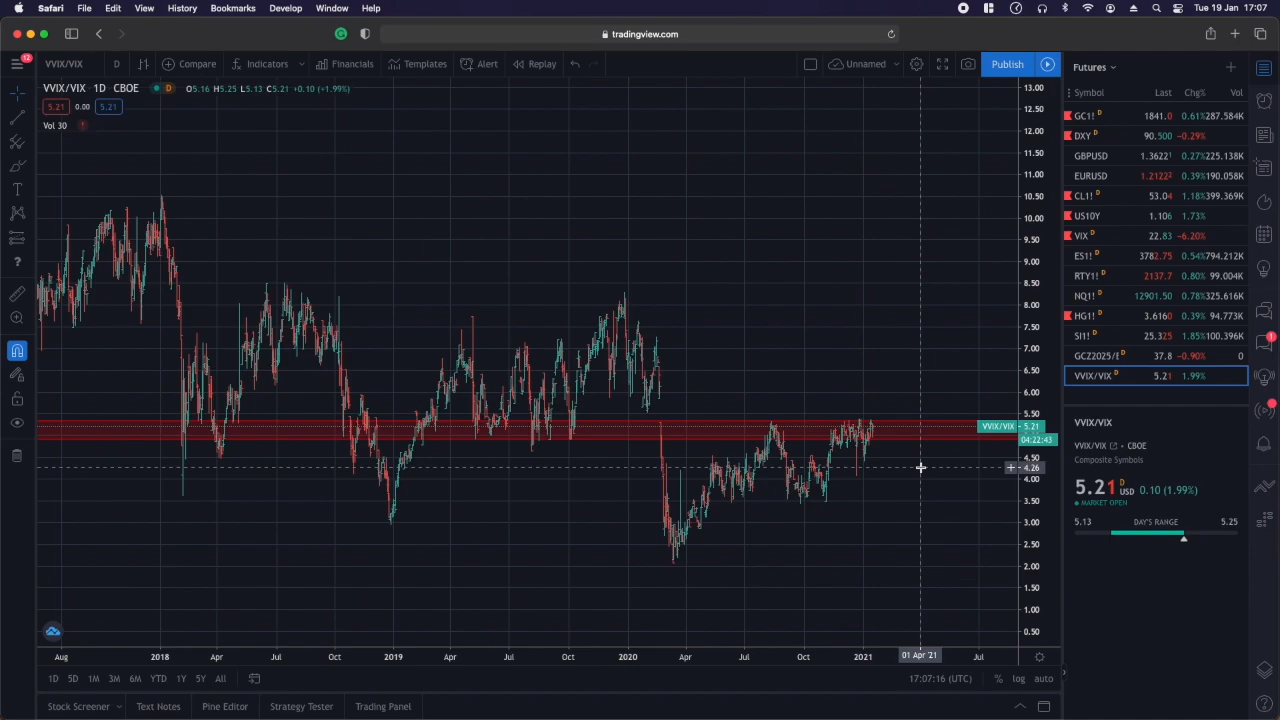 Safari File Edit View History Bookmarks Develop Window Help Tue 19 Jan 17:07
tradingview.com
12 VVIX/VIX D Compare Indicators Financials Templates Alert Replay Unnamed Publish Futures
VVIX/VIX 1D CBOE D O5.16 H5.25 L5.13 C5.21 +0.10 (+1.99%)
5.21 0.00 5.21
Vol 30
13.00
12.50
12.00
11.50
11.00
10.50
10.00
9.50
9.00
8.50
8.00
7.50
7.00
6.50
6.00
5.50
VVIX/VIX 5.21
04:22:43
4.50
4.26
4.00
3.50
3.00
2.50
2.00
1.50
1.00
0.50
Aug 2018 Apr Jul Oct 2019 Apr Jul Oct 2020 Apr Jul Oct 2021 01 Apr '21 Jul
1D 5D 1M 3M 6M YTD 1Y 5Y All 17:07:16 (UTC) % log auto
Stock Screener Text Notes Pine Editor Strategy Tester Trading Panel
Symbol Last Chg% Vol
GC1! D 1841.0 0.61% 287.584K
DXY D 90.500 −0.29%
GBPUSD 1.36221 0.27% 225.138K
EURUSD 1.21222 0.39% 190.058K
CL1! D 53.04 1.18% 399.369K
US10Y 1.106 1.73%
VIX D 22.83 −6.20%
ES1! D 3782.75 0.54% 794.212K
RTY1! D 2137.7 0.80% 99.004K
NQ1! D 12901.50 0.78% 325.616K
HG1! D 3.6160 0.39% 94.773K
SI1! D 25.325 1.85% 100.396K
GCZ2025/E D 37.8 −0.90% 0
VVIX/VIX D 5.21 1.99%
VVIX/VIX
VVIX/VIX CBOE
Composite Symbols
5.21 D USD 0.10 (1.99%)
MARKET OPEN
5.13 DAY'S RANGE 5.25
1